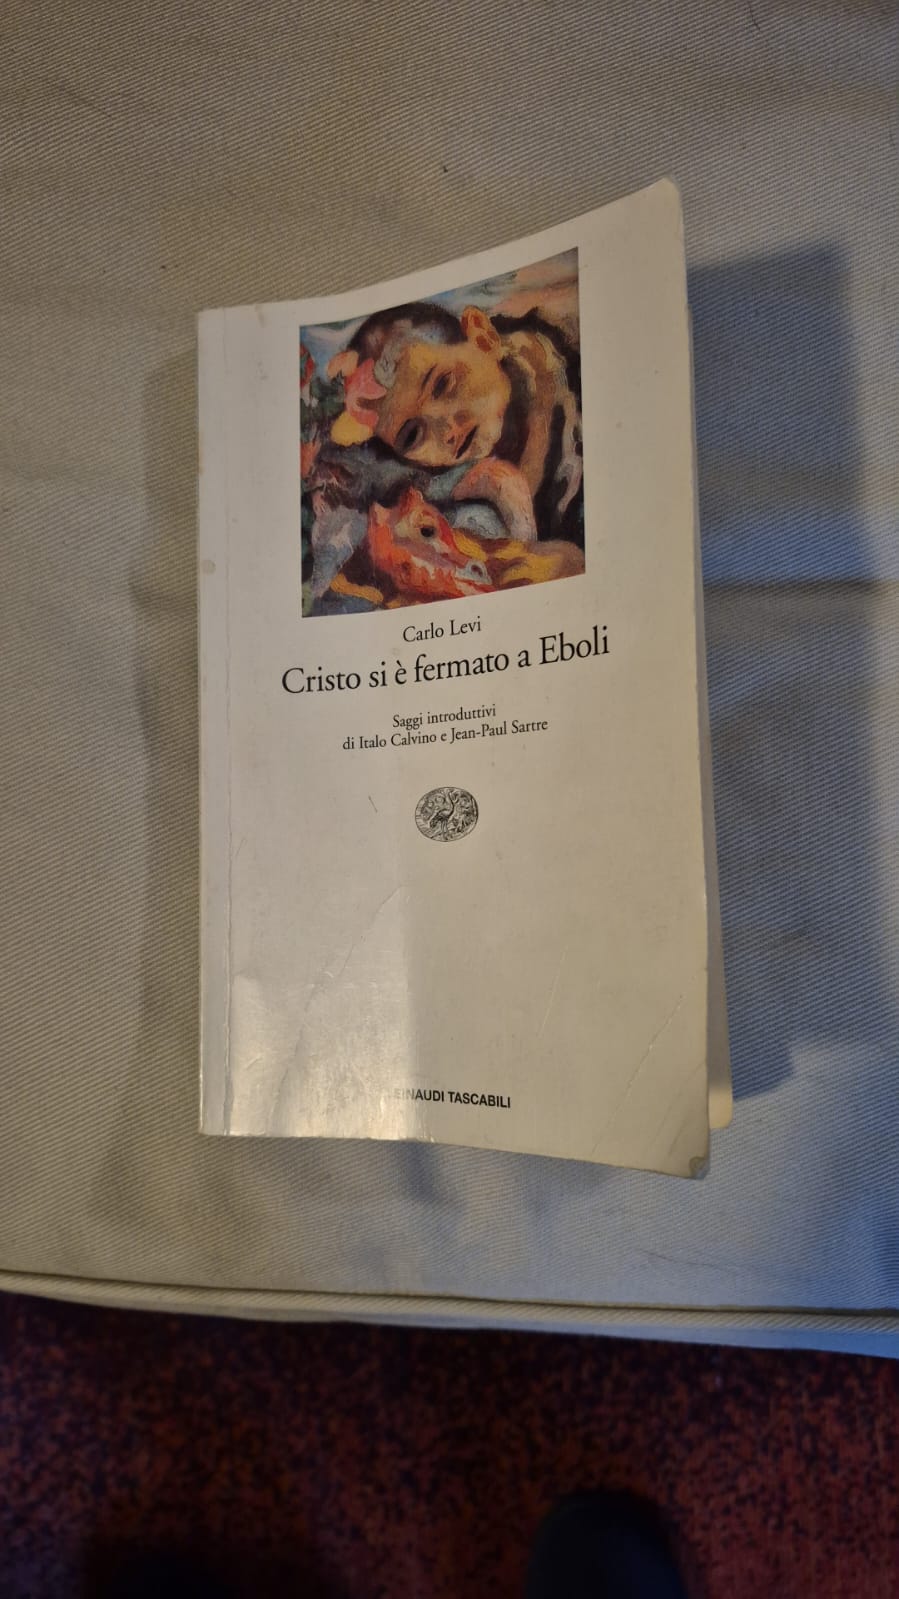 Carlo Levi
Cristo si è fermato a Eboli
Saggi introduttivi
di Italo Calvino e Jean-Paul Sartre
EINAUDI TASCABILI